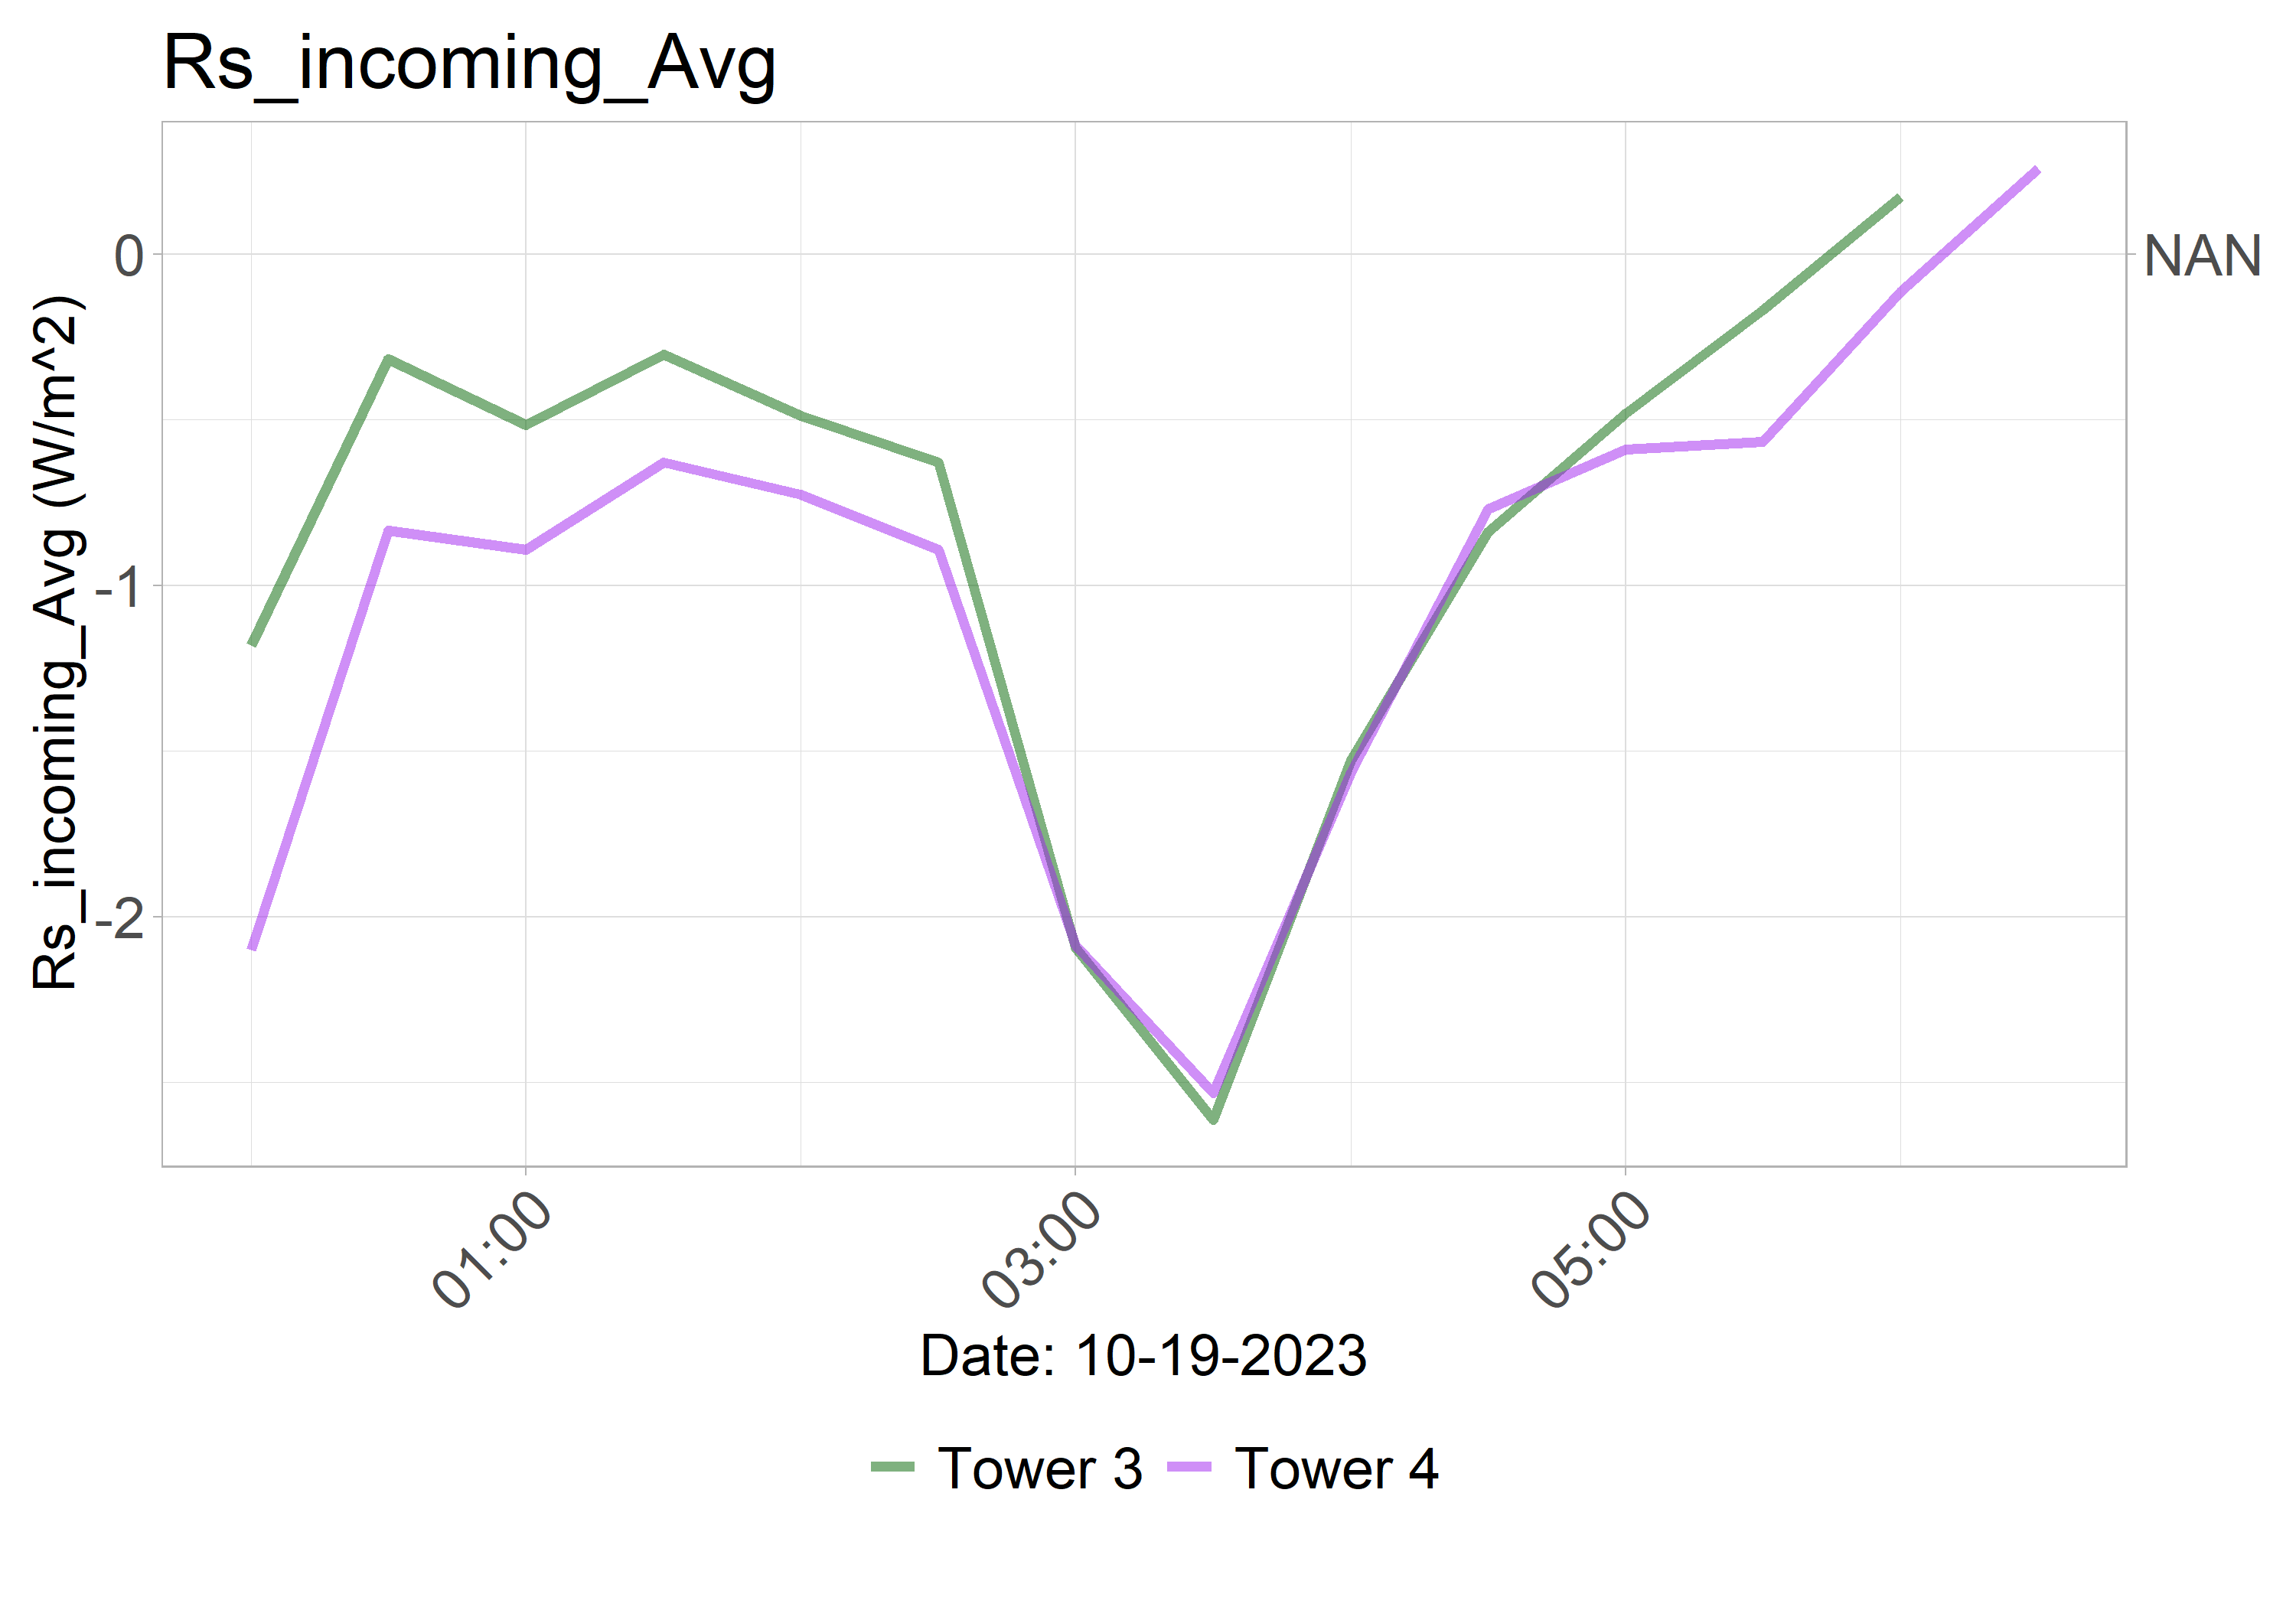 Rs_incoming_Avg
Rs_incoming_Avg (W/m^2)
0
-1
-2
NAN
01:00
03:00
05:00
Date: 10-19-2023
Tower 3
Tower 4